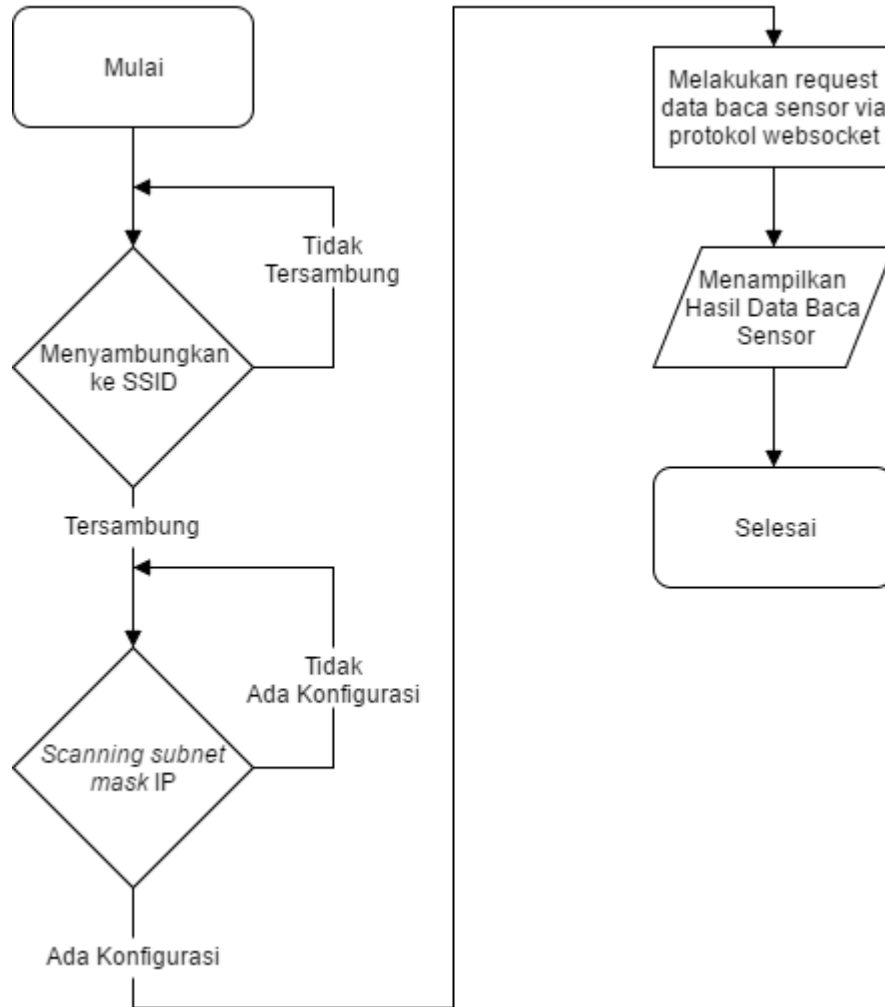 Mulai
Tidak
Tersambung
Menyambungkan
ke SSID
Tersambung
Tidak
Ada Konfigurasi
Scanning subnet
mask IP
Ada Konfigurasi
Melakukan request
data baca sensor via
protokol websocket
Menampilkan
Hasil Data Baca
Sensor
Selesai